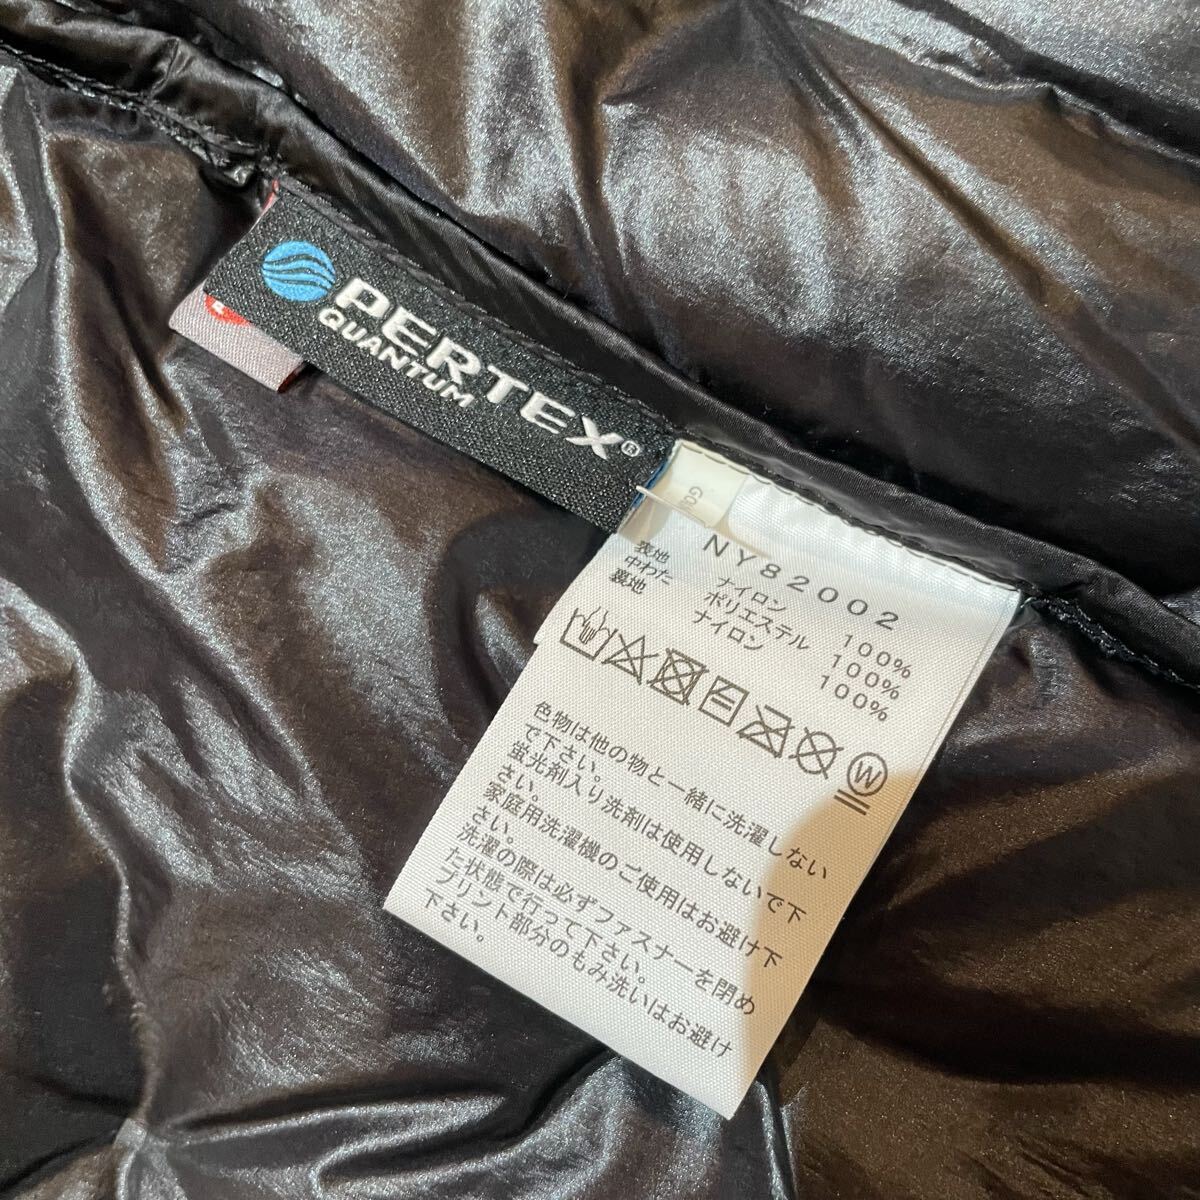 PERTEX®
QUANTUM
NY82002
表地 ナイロン 100%
中わた ポリエステル 100%
裏地 ナイロン 100%
W
色物は他の物と一緒に洗濯しない
で下さい。
蛍光剤入り洗剤は使用しないで下
さい。
家庭用洗濯機のご使用はお避け下
さい。
洗濯の際は必ずファスナーを閉め
た状態で行って下さい。
プリント部分のもみ洗いはお避け
下さい。